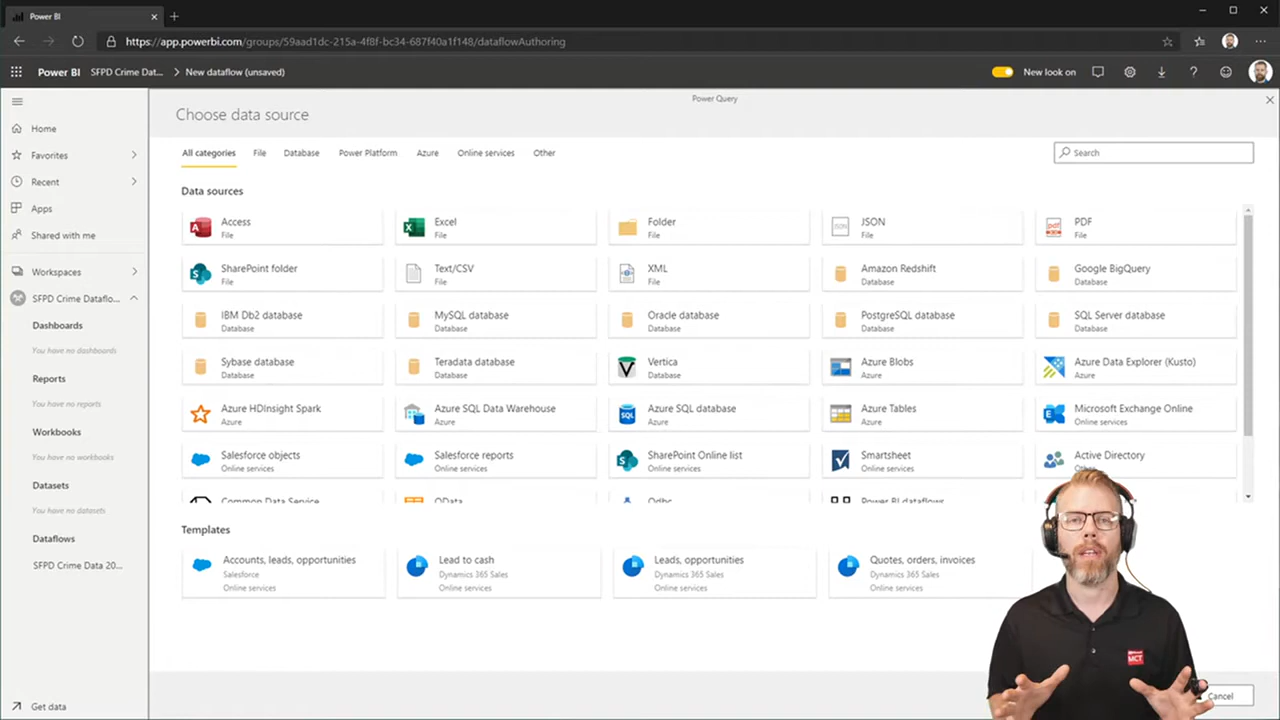 Power BI
https://app.powerbi.com/groups/59aad1dc-215a-4f8f-bc34-687f40a1f148/dataflowAuthoring
Power BI SFPD Crime Dat... New dataflow (unsaved) New look on
Home
Favorites
Recent
Apps
Shared with me
Workspaces
SFPD Crime Dataflo...
Dashboards
You have no dashboards
Reports
You have no reports
Workbooks
You have no workbooks
Datasets
You have no datasets
Dataflows
SFPD Crime Data 20...
Get data
Power Query
Choose data source
All categories File Database Power Platform Azure Online services Other Search
Data sources
Access Excel Folder JSON PDF
File File File File File
SharePoint folder Text/CSV XML Amazon Redshift Google BigQuery
File File File Database Database
IBM Db2 database MySQL database Oracle database PostgreSQL database SQL Server database
Database Database Database Database Database
Sybase database Teradata database Vertica Azure Blobs Azure Data Explorer (Kusto)
Database Database Database Azure Azure
Azure HDInsight Spark Azure SQL Data Warehouse Azure SQL database Azure Tables Microsoft Exchange Online
Azure Azure Azure Azure Online services
Salesforce objects Salesforce reports SharePoint Online list Smartsheet Active Directory
Online services Online services Online services Online services
Common Data Service OData Odbc Power BI dataflows
Templates
Accounts, leads, opportunities Lead to cash Leads, opportunities Quotes, orders, invoices
Salesforce Dynamics 365 Sales Dynamics 365 Sales Dynamics 365 Sales
Online services Online services Online services Online services
MCT
Cancel